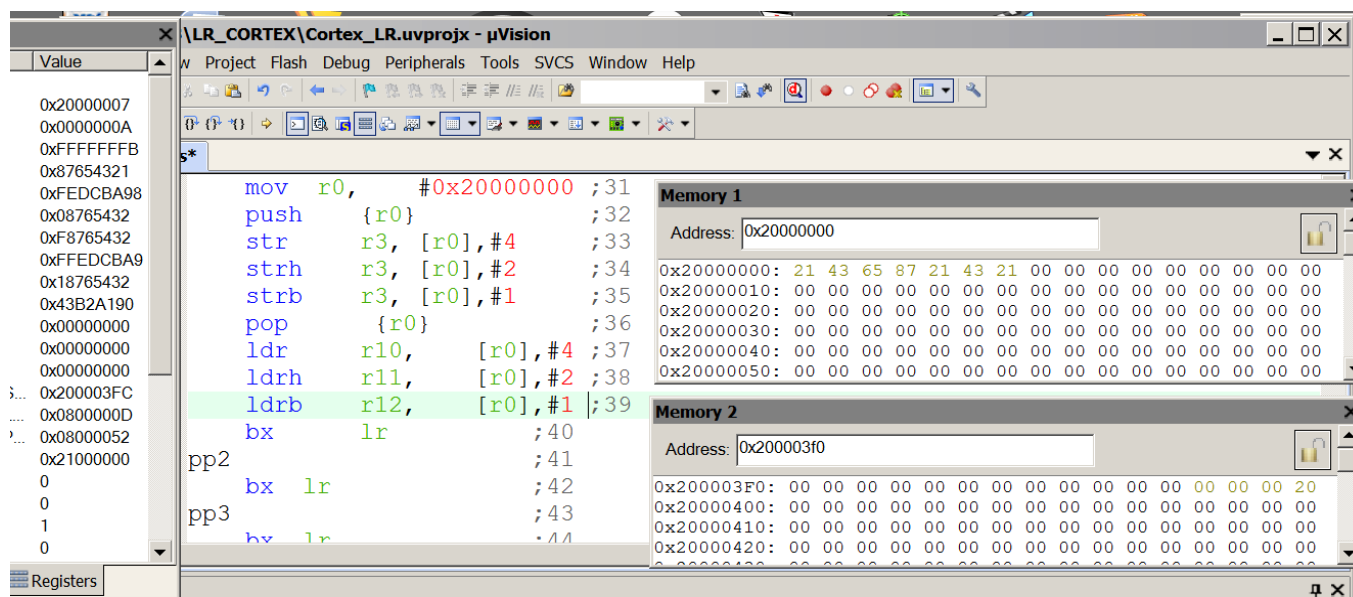 \LR_CORTEX\Cortex_LR.uvprojx - µVision
Project Flash Debug Peripherals Tools SVCS Window Help
Value
0x20000007
0x0000000A
0xFFFFFFFB
0x87654321
0xFEDCBA98
0x08765432
0xF8765432
0xFFEDCBA9
0x18765432
0x43B2A190
0x00000000
0x00000000
0x00000000
0x200003FC
0x0800000D
0x08000052
0x21000000
0
0
1
0
Registers
s*
mov r0, #0x20000000 ;31
push {r0} ;32
str r3, [r0],#4 ;33
strh r3, [r0],#2 ;34
strb r3, [r0],#1 ;35
pop {r0} ;36
ldr r10, [r0],#4 ;37
ldrh r11, [r0],#2 ;38
ldrb r12, [r0],#1 ;39
bx lr ;40
pp2 ;41
bx lr ;42
pp3 ;43
bx lr ;44
Memory 1
Address: 0x20000000
0x20000000: 21 43 65 87 21 43 21 00 00 00 00 00 00 00 00 00
0x20000010: 00 00 00 00 00 00 00 00 00 00 00 00 00 00 00 00
0x20000020: 00 00 00 00 00 00 00 00 00 00 00 00 00 00 00 00
0x20000030: 00 00 00 00 00 00 00 00 00 00 00 00 00 00 00 00
0x20000040: 00 00 00 00 00 00 00 00 00 00 00 00 00 00 00 00
0x20000050: 00 00 00 00 00 00 00 00 00 00 00 00 00 00 00 00
Memory 2
Address: 0x200003f0
0x200003F0: 00 00 00 00 00 00 00 00 00 00 00 00 00 00 00 20
0x20000400: 00 00 00 00 00 00 00 00 00 00 00 00 00 00 00 00
0x20000410: 00 00 00 00 00 00 00 00 00 00 00 00 00 00 00 00
0x20000420: 00 00 00 00 00 00 00 00 00 00 00 00 00 00 00 00